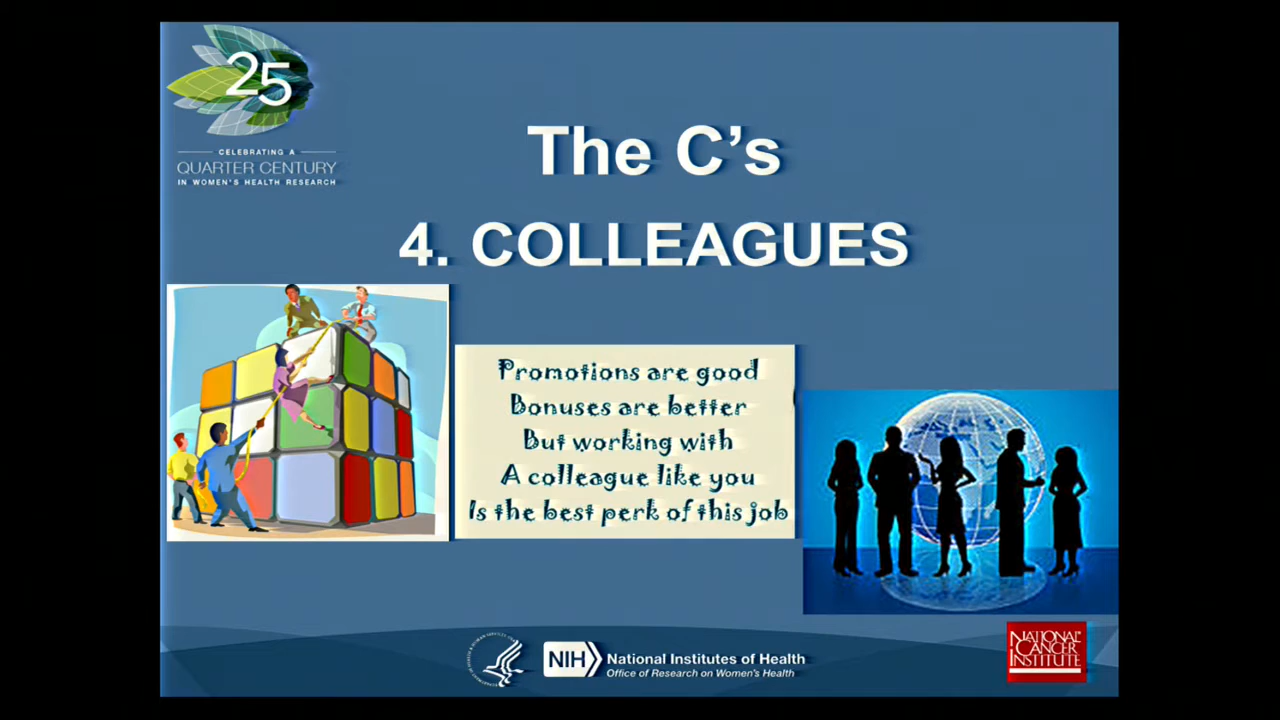 25
CELEBRATING A
QUARTER CENTURY
IN WOMEN'S HEALTH RESEARCH
The C's
4. COLLEAGUES
Promotions are good
Bonuses are better
But working with
A colleague like you
Is the best perk of this job
NIH
National Institutes of Health
Office of Research on Women's Health
NATIONAL
CANCER
INSTITUTE